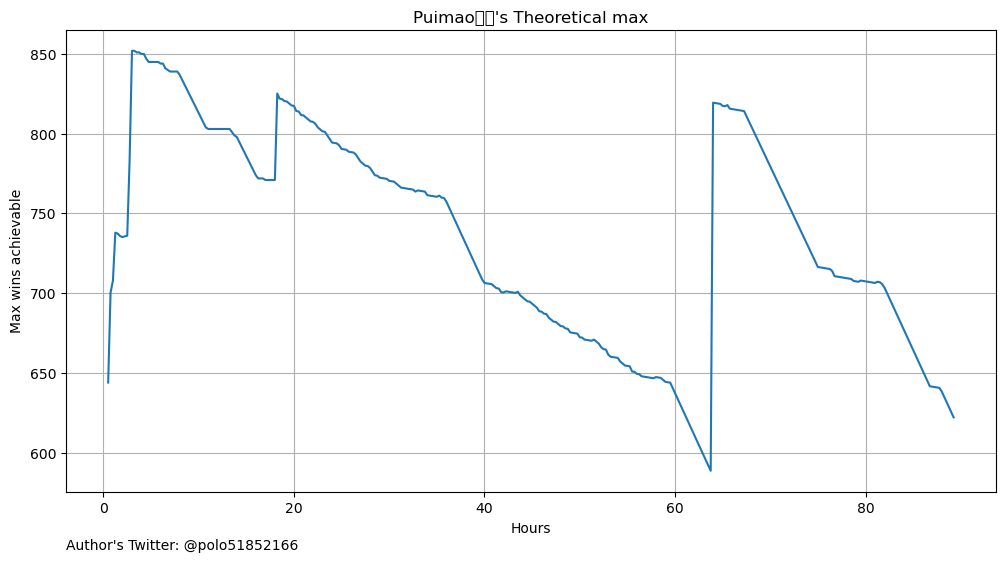 Puimao▯▯'s Theoretical max
Max wins achievable
850
800
750
700
650
600
0 20 40 60 80
Hours
Author's Twitter: @polo51852166